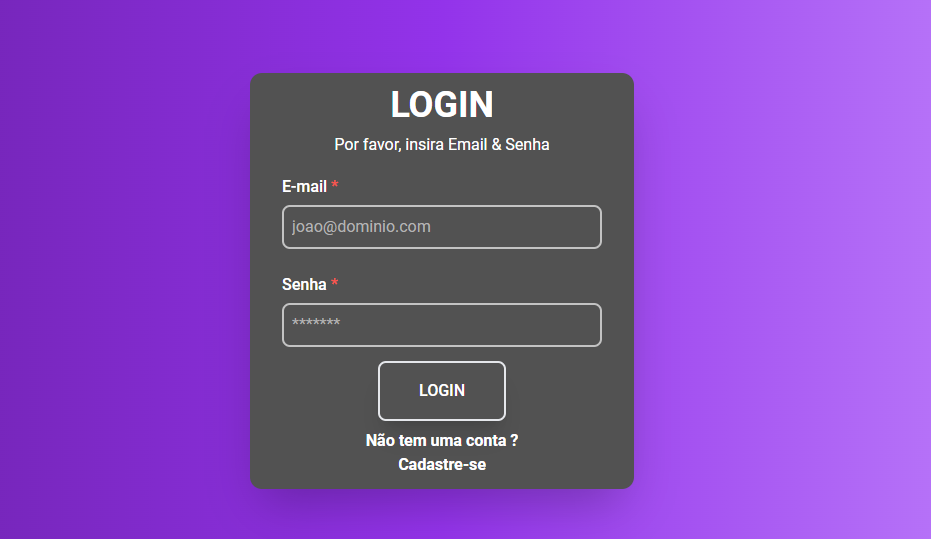 LOGIN
Por favor, insira Email & Senha
E-mail *
joao@dominio.com
Senha *
*******
LOGIN
Não tem uma conta ?
Cadastre-se